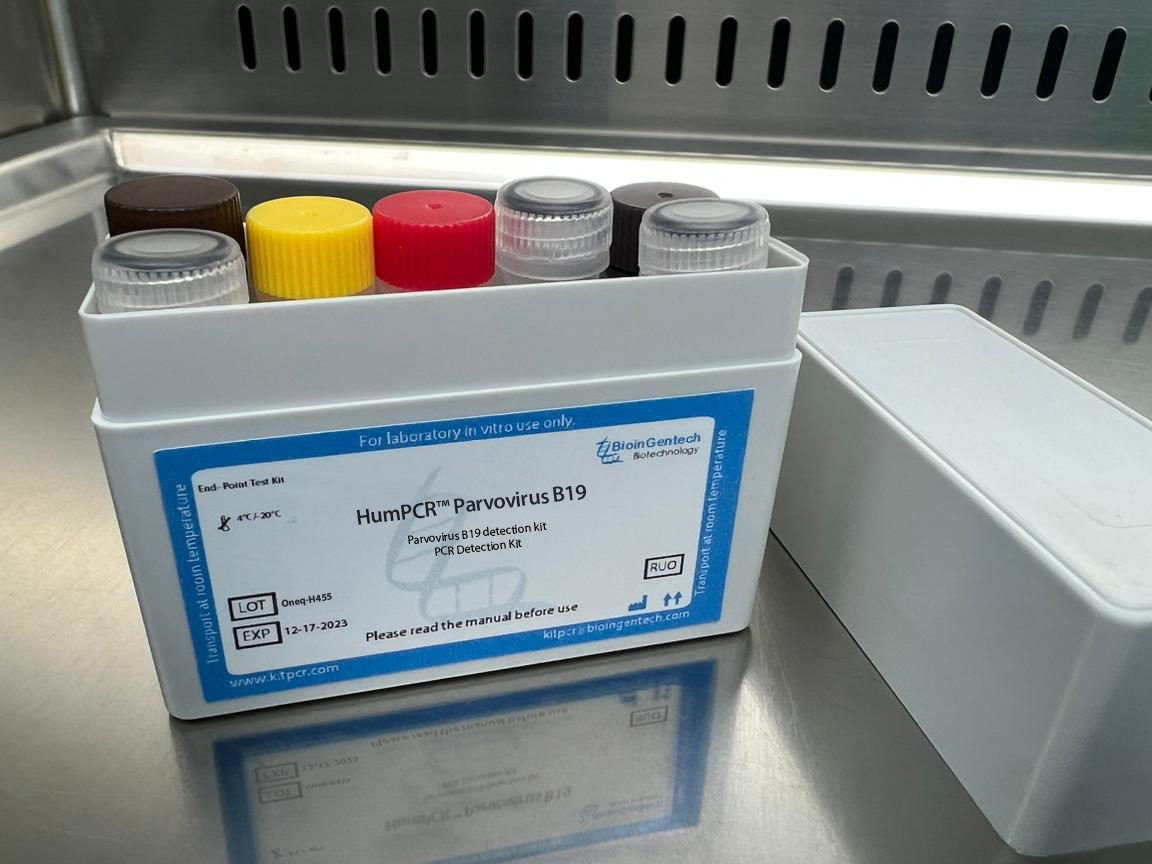 For laboratory in vitro use only.
BioinGentech
Biotechnology
End- Point Test Kit
4°C/-20°C
HumPCR™ Parvovirus B19
Parvovirus B19 detection kit
PCR Detection Kit
RUO
LOT Oneq-H455
EXP 12-17-2023
Please read the manual before use
www.kitpcr.com
kitpcr@bioingentech.com
Transport at room temperature
Transport at room temperature